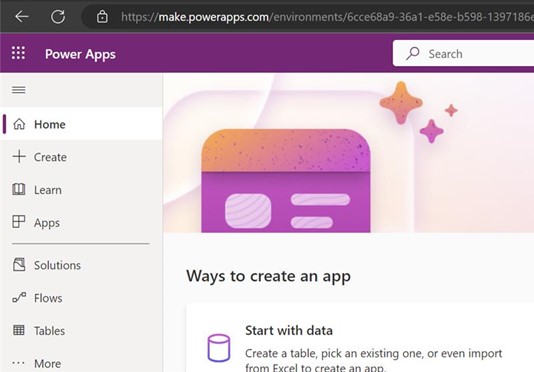 https://make.powerapps.com/environments/6cce68a9-36a1-e58e-b598-1397186e
Power Apps
Search
Home
Create
Learn
Apps
Solutions
Flows
Tables
More
Ways to create an app
Start with data
Create a table, pick an existing one, or even import
from Excel to create an app.